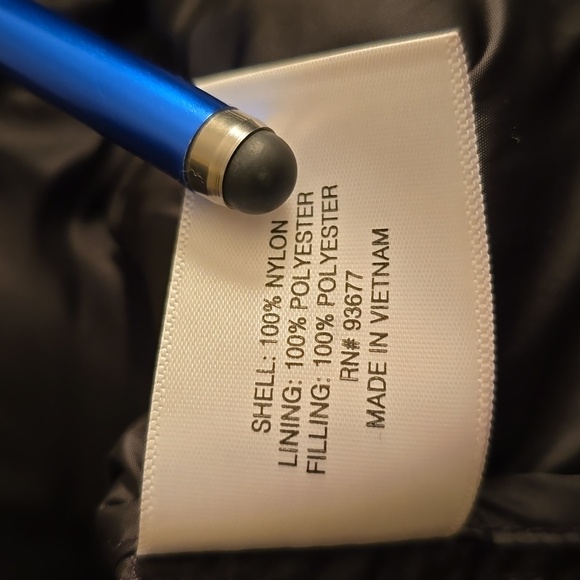 SHELL: 100% NYLON
LINING: 100% POLYESTER
FILLING: 100% POLYESTER
RN# 93677
MADE IN VIETNAM